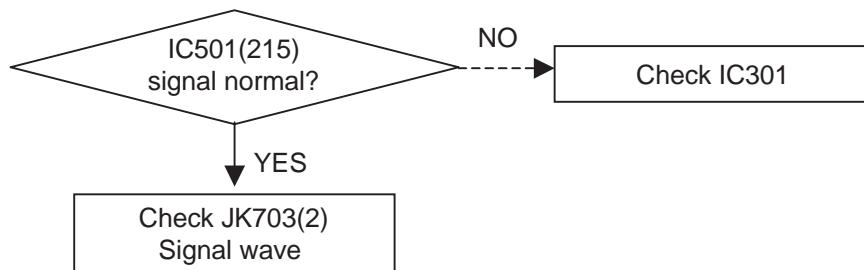 IC501(215)
signal normal?
NO
Check IC301
YES
Check JK703(2)
Signal wave